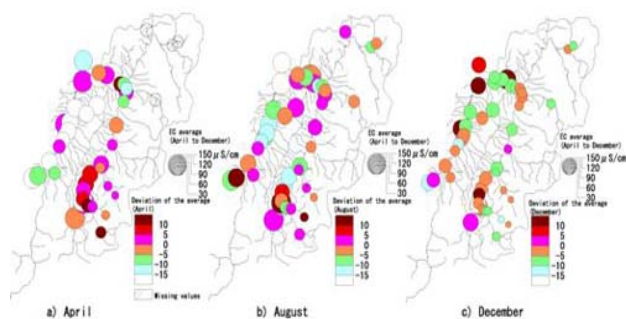 EC average
(April to December)
150 μS/cm
120
90
60
30
Deviation of the average
(April)
10
5
0
-5
-10
-15
Missing values
a) April
EC average
(April to December)
150 μS/cm
120
90
60
30
Deviation of the average
(August)
10
5
0
-5
-10
-15
b) August
EC average
(April to December)
150 μS/cm
120
90
60
30
Deviation of the average
(December)
10
5
0
-5
-10
-15
c) December